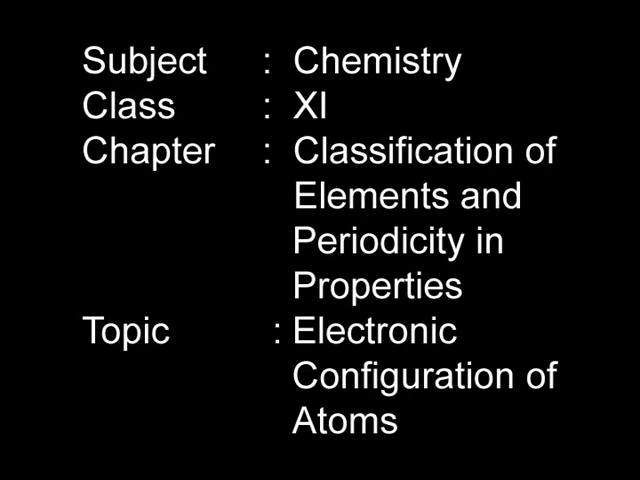 Subject : Chemistry
Class : XI
Chapter : Classification of
Elements and
Periodicity in
Properties
Topic : Electronic
Configuration of
Atoms